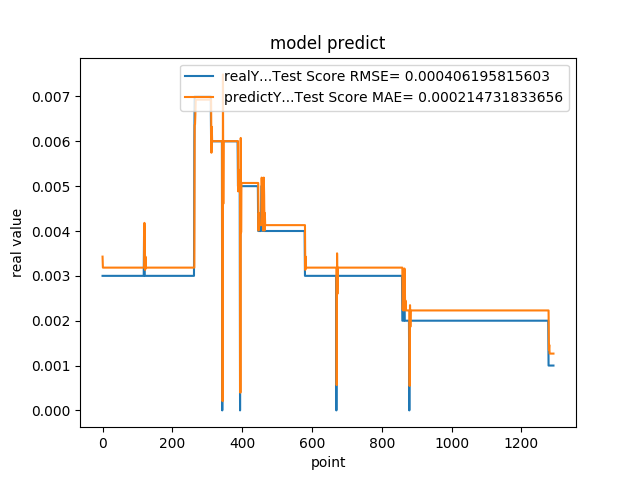 model predict
realY...Test Score RMSE= 0.000406195815603
predictY...Test Score MAE= 0.000214731833656
0.007
0.006
0.005
0.004
0.003
0.002
0.001
0.000
real value
0 200 400 600 800 1000 1200
point